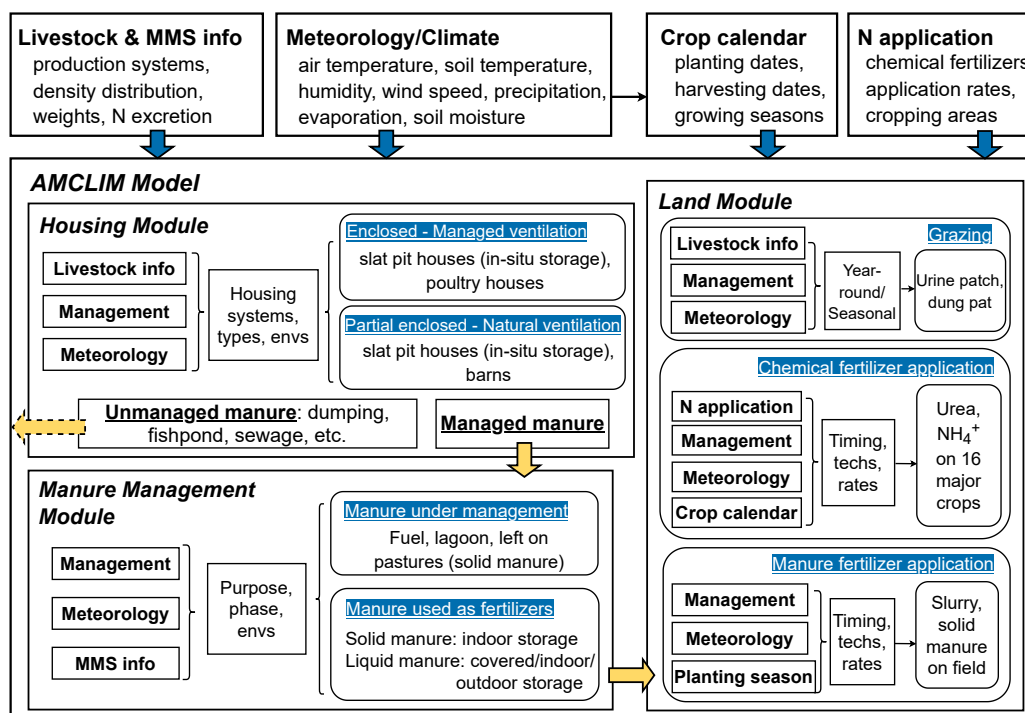 Livestock & MMS info
production systems,
density distribution,
weights, N excretion
Meteorology/Climate
air temperature, soil temperature,
humidity, wind speed, precipitation,
evaporation, soil moisture
Crop calendar
planting dates,
harvesting dates,
growing seasons
N application
chemical fertilizers
application rates,
cropping areas
AMCLIM Model
Housing Module
Livestock info
Management
Meteorology
Housing
systems,
types, envs
Enclosed - Managed ventilation
slat pit houses (in-situ storage),
poultry houses
Partial enclosed - Natural ventilation
slat pit houses (in-situ storage),
barns
Unmanaged manure: dumping,
fishpond, sewage, etc.
Managed manure
Manure Management
Module
Management
Meteorology
MMS info
Purpose,
phase,
envs
Manure under management
Fuel, lagoon, left on
pastures (solid manure)
Manure used as fertilizers
Solid manure: indoor storage
Liquid manure: covered/indoor/
outdoor storage
Land Module
Grazing
Livestock info
Management
Meteorology
Year-
round/
Seasonal
Urine patch,
dung pat
Chemical fertilizer application
N application
Management
Meteorology
Crop calendar
Timing,
techs,
rates
Urea,
NH₄⁺
on 16
major
crops
Manure fertilizer application
Management
Meteorology
Planting season
Timing,
techs,
rates
Slurry,
solid
manure
on field